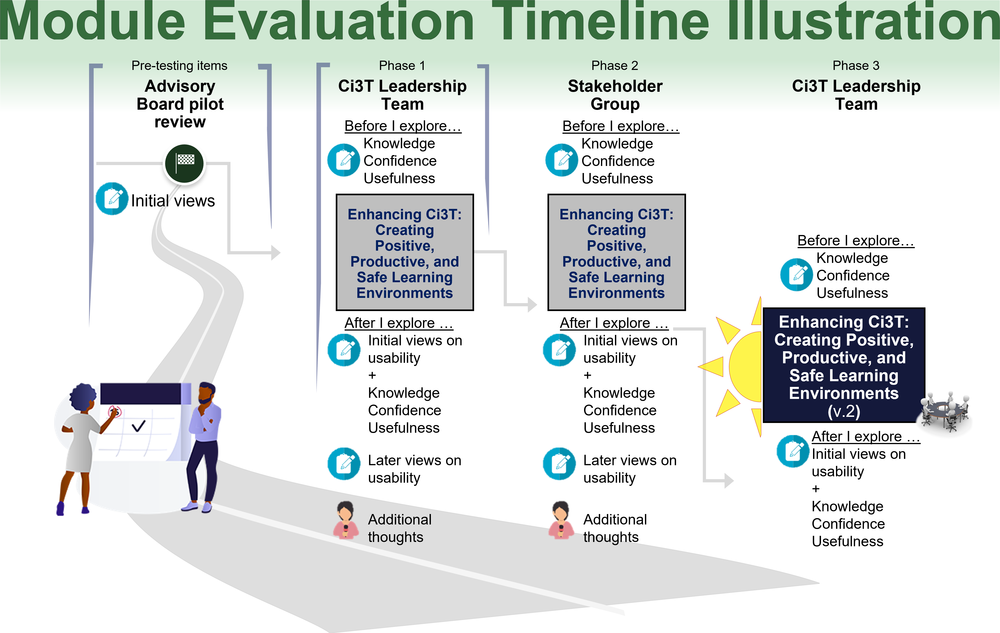 Module Evaluation Timeline Illustration
Pre-testing items
Advisory
Board pilot
review
Initial views
Phase 1
Ci3T Leadership
Team
Before I explore…
Knowledge
Confidence
Usefulness
Enhancing Ci3T:
Creating
Positive,
Productive, and
Safe Learning
Environments
After I explore …
Initial views on
usability
+
Knowledge
Confidence
Usefulness
Later views on
usability
Additional
thoughts
Phase 2
Stakeholder
Group
Before I explore…
Knowledge
Confidence
Usefulness
Enhancing Ci3T:
Creating
Positive,
Productive, and
Safe Learning
Environments
After I explore …
Initial views on
usability
+
Knowledge
Confidence
Usefulness
Later views on
usability
Additional
thoughts
Phase 3
Ci3T Leadership
Team
Before I explore…
Knowledge
Confidence
Usefulness
Enhancing Ci3T:
Creating Positive,
Productive, and
Safe Learning
Environments
(v.2)
After I explore …
Initial views on
usability
+
Knowledge
Confidence
Usefulness